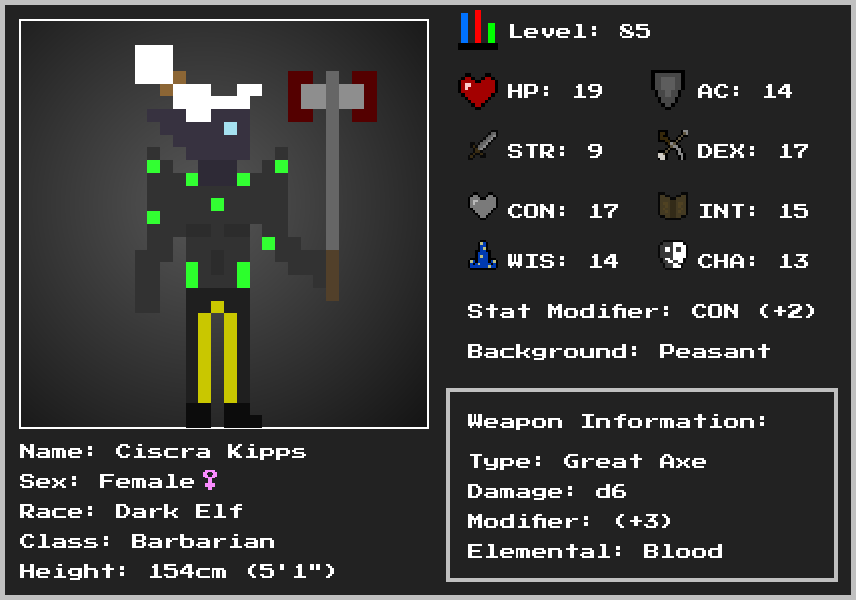 Level: 85
HP: 19 AC: 14
STR: 9 DEX: 17
CON: 17 INT: 15
WIS: 14 CHA: 13
Stat Modifier: CON (+2)
Background: Peasant
Name: Ciscra Kipps
Sex: Female♀
Race: Dark Elf
Class: Barbarian
Height: 154cm (5'1")
Weapon Information:
Type: Great Axe
Damage: d6
Modifier: (+3)
Elemental: Blood